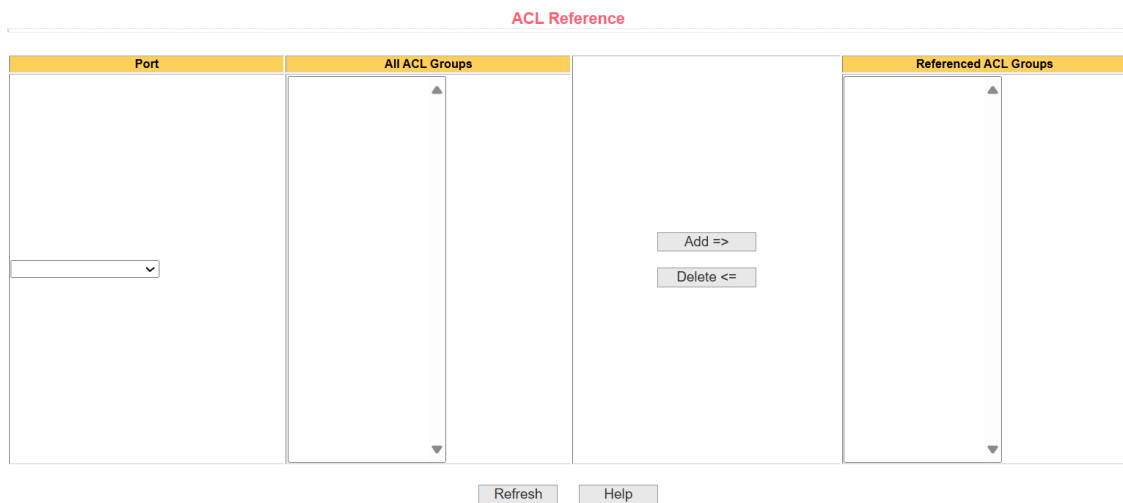 ACL Reference
Port
All ACL Groups
Referenced ACL Groups
Add =>
Delete <=
Refresh
Help